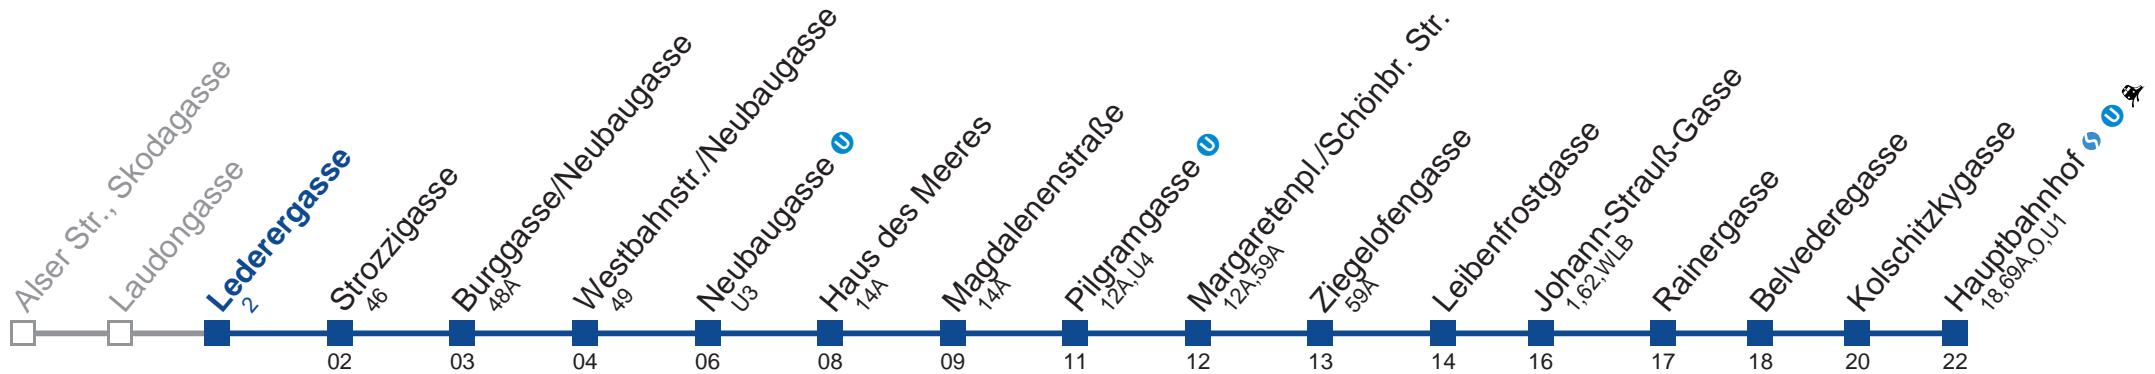 Alser Str., Skodagasse
Laudongasse
Lederergasse
2
Strozzigasse
46
Burggasse/Neubaugasse
48A
Westbahnstr./Neubaugasse
49
Neubaugasse U
U3
Haus des Meeres
14A
Magdalenenstraße
14A
Pilgramgasse U
12A,U4
Margaretenpl./Schönbr. Str.
12A,59A
Ziegelofengasse
59A
Leibenfrostgasse
Johann-Strauß-Gasse
1,62,WLB
Rainergasse
Belvederegasse
Kolschitzkygasse
Hauptbahnhof S U
18,69A,O,U1
02 03 04 06 08 09 11 12 13 14 16 17 18 20 22